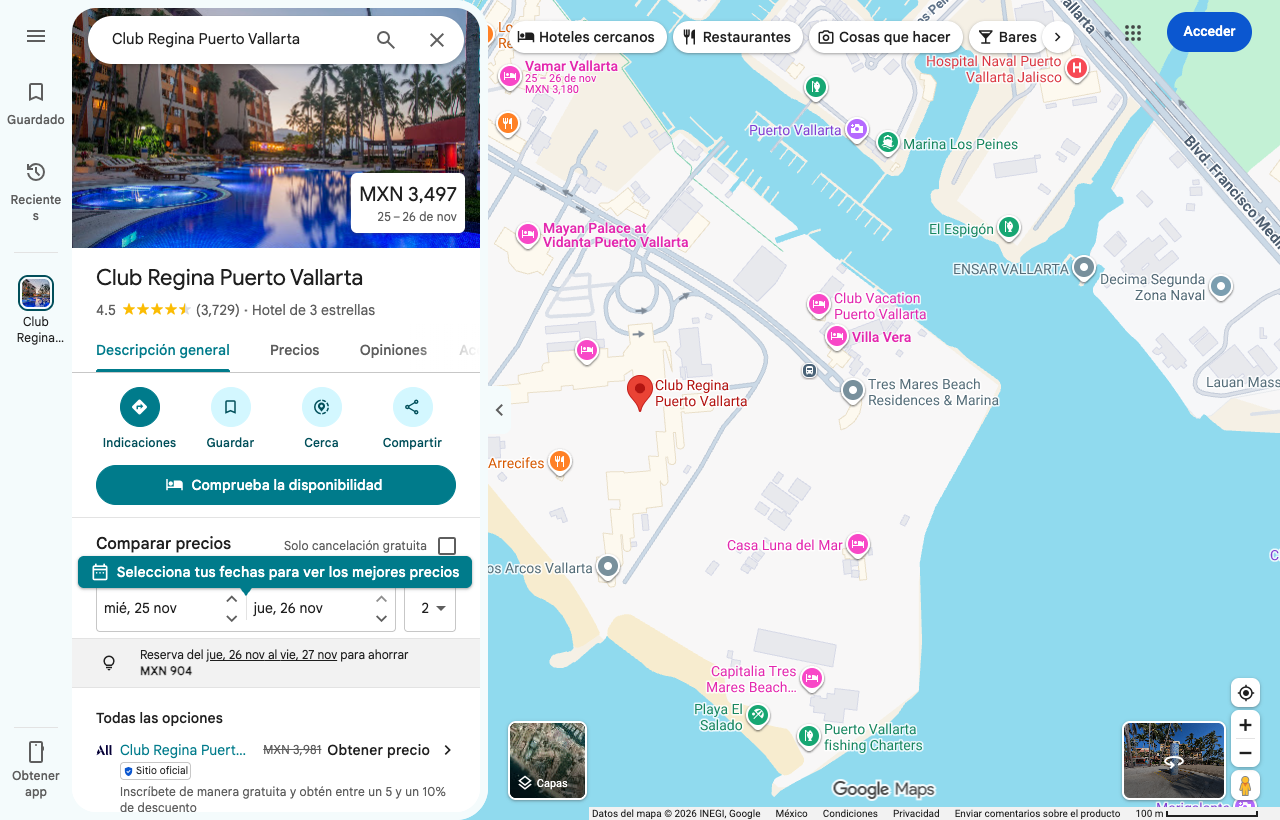 Club Regina Puerto Vallarta
Guardado
Reciente
s
Club
Regina...
Obtener
app
MXN 3,497
25 – 26 de nov
Club Regina Puerto Vallarta
4.5 (3,729) · Hotel de 3 estrellas
Descripción general
Precios
Opiniones
Ac
Indicaciones
Guardar
Cerca
Compartir
Comprueba la disponibilidad
Comparar precios
Solo cancelación gratuita
Selecciona tus fechas para ver los mejores precios
mié, 25 nov
jue, 26 nov
2
Reserva del jue, 26 nov al vie, 27 nov para ahorrar
MXN 904
Todas las opciones
All Club Regina Puert... MXN 3,981 Obtener precio
Sitio oficial
Inscríbete de manera gratuita y obtén entre un 5 y un 10%
de descuento
Hoteles cercanos
Restaurantes
Cosas que hacer
Bares
Acceder
Vamar Vallarta
25 – 26 de nov
MXN 3,180
Hospital Naval Puerto
Vallarta Jalisco
H
Puerto Vallarta
Marina Los Peines
Blvd. Francisco Medi
Mayan Palace at
Vidanta Puerto Vallarta
El Espigón
ENSAR VALLARTA
Decima Segunda
Zona Naval
Club Vacation
Puerto Vallarta
Villa Vera
Tres Mares Beach
Residences & Marina
Lauan Mass
Club Regina
Puerto Vallarta
Arrecifes
Casa Luna del Mar
os Arcos Vallarta
Capitalia Tres
Mares Beach...
Playa El
Salado
Puerto Vallarta
fishing Charters
Capas
Google Maps
Datos del mapa © 2026 INEGI, Google
México
Condiciones
Privacidad
Enviar comentarios sobre el producto
100 m